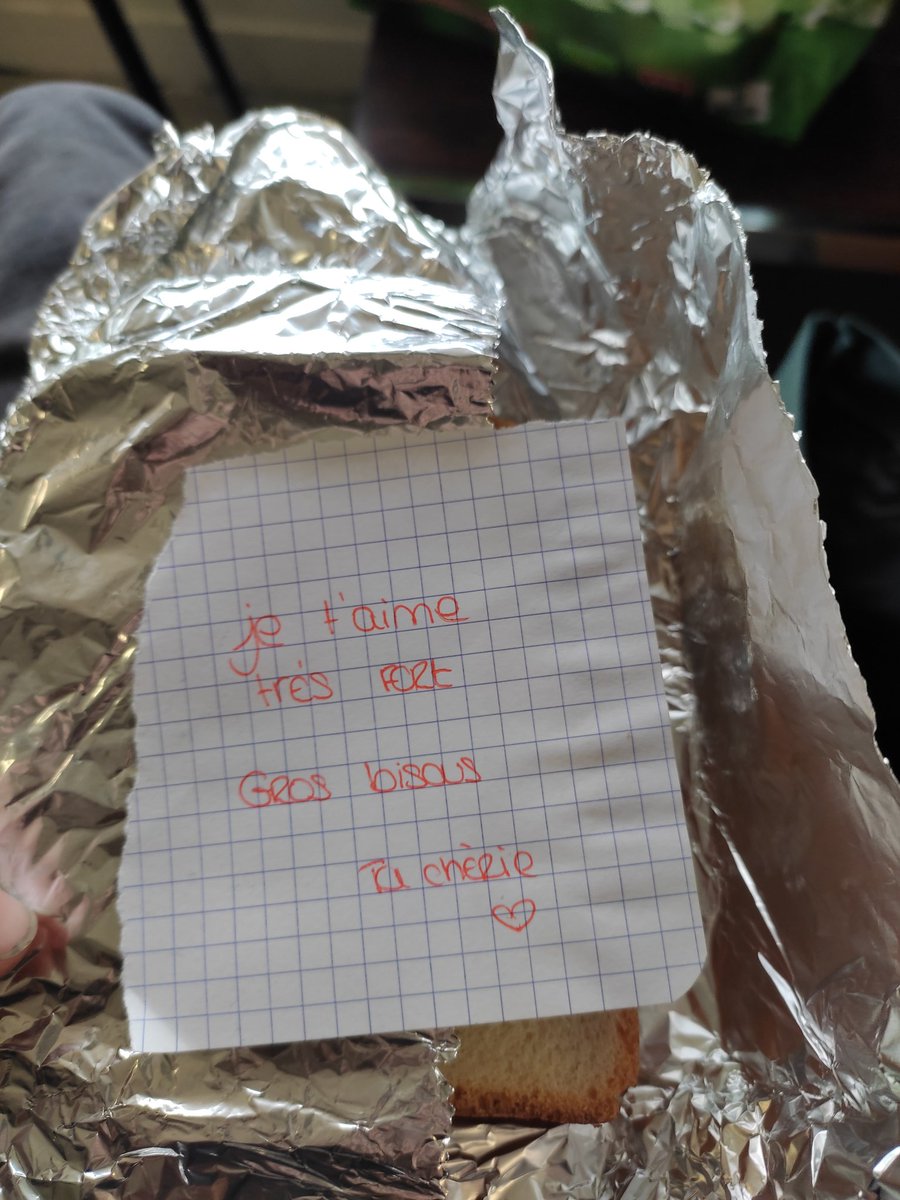 je t'aime
très fort
Gros bisous
Ta chérie